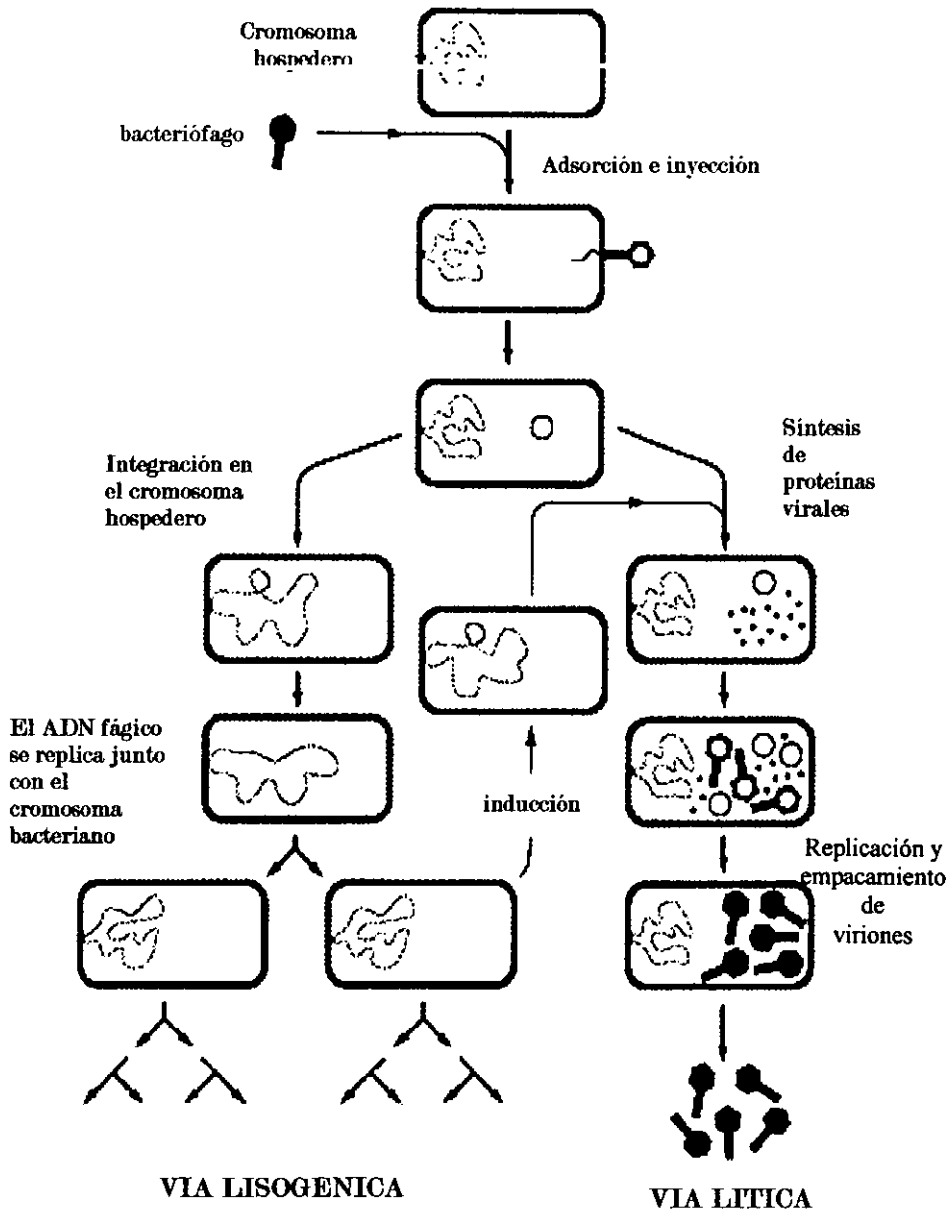 Cromosoma
hospedero
bacteriófago
Adsorción e inyección
Síntesis
de
proteínas
virales
Integración en
el cromosoma
hospedero
El ADN fágico
se replica junto
con el
cromosoma
bacteriano
inducción
Replicación y
empacamiento
de
viriones
VIA LISOGENICA
VIA LITICA